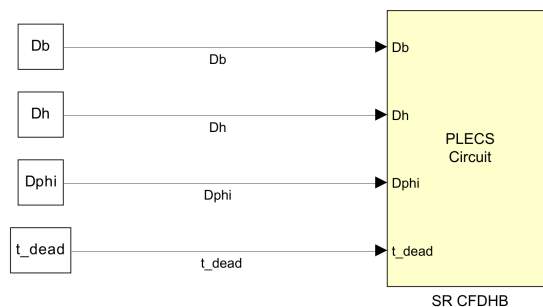 Db
Db
Db
Dh
Dh
Dh
PLECS
Circuit
Dphi
Dphi
Dphi
t_dead
t_dead
t_dead
SR CFDHB